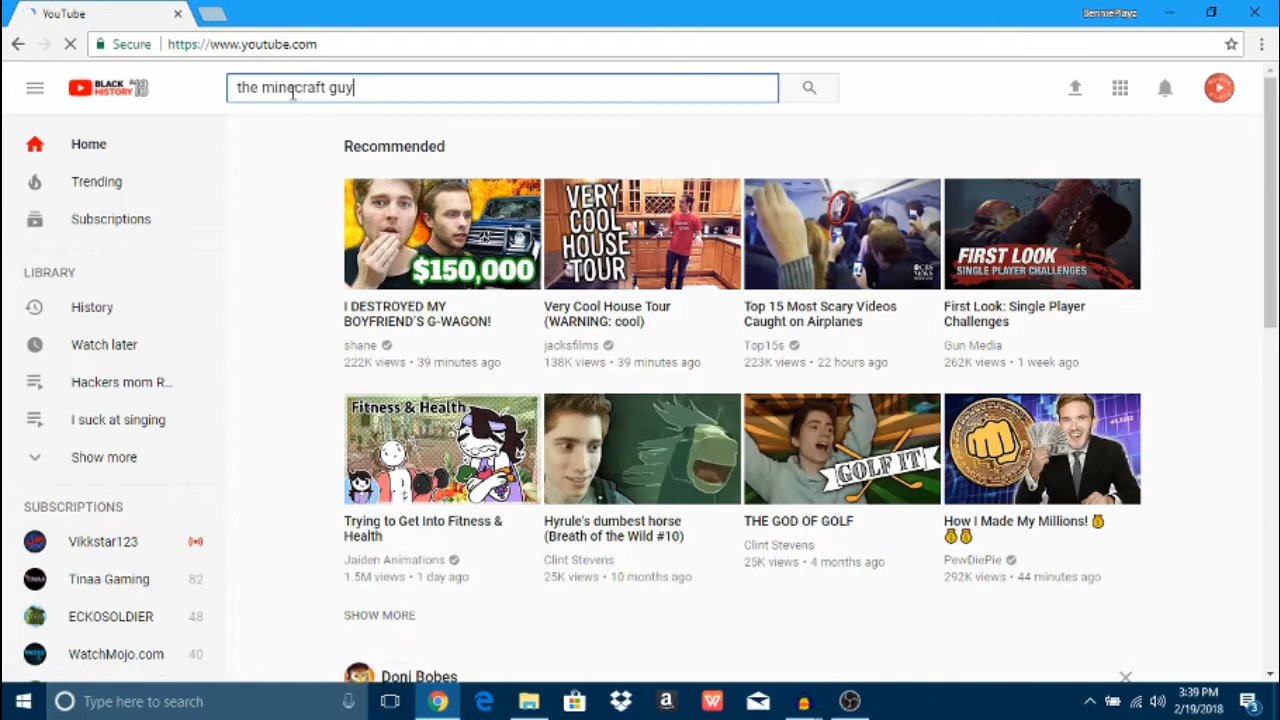 YouTube
BenniePlayz
Secure https://www.youtube.com
BLACK HISTORY '18
the minecraft guy
Home
Trending
Subscriptions
LIBRARY
History
Watch later
Hackers mom R...
I suck at singing
Show more
SUBSCRIPTIONS
Vikkstar123
Tinaa Gaming 82
ECKOSOLDIER 48
WatchMojo.com 40
Recommended
$150,000
VERY
COOL
HOUSE
TOUR
CBS NEWS
FIRST LOOK
SINGLE PLAYER CHALLENGES
I DESTROYED MY
BOYFRIEND'S G-WAGON!
shane
222K views • 39 minutes ago
Very Cool House Tour
(WARNING: cool)
jacksfilms
138K views • 39 minutes ago
Top 15 Most Scary Videos
Caught on Airplanes
Top15s
223K views • 22 hours ago
First Look: Single Player
Challenges
Gun Media
262K views • 1 week ago
Fitness & Health
GOLF IT!
Trying to Get Into Fitness &
Health
Jaiden Animations
1.5M views • 1 day ago
Hyrule's dumbest horse
(Breath of the Wild #10)
Clint Stevens
25K views • 10 months ago
THE GOD OF GOLF
Clint Stevens
25K views • 4 months ago
How I Made My Millions! 💰
💰💰
PewDiePie
292K views • 44 minutes ago
SHOW MORE
Doni Bobes
Type here to search
3:39 PM
2/19/2018
3